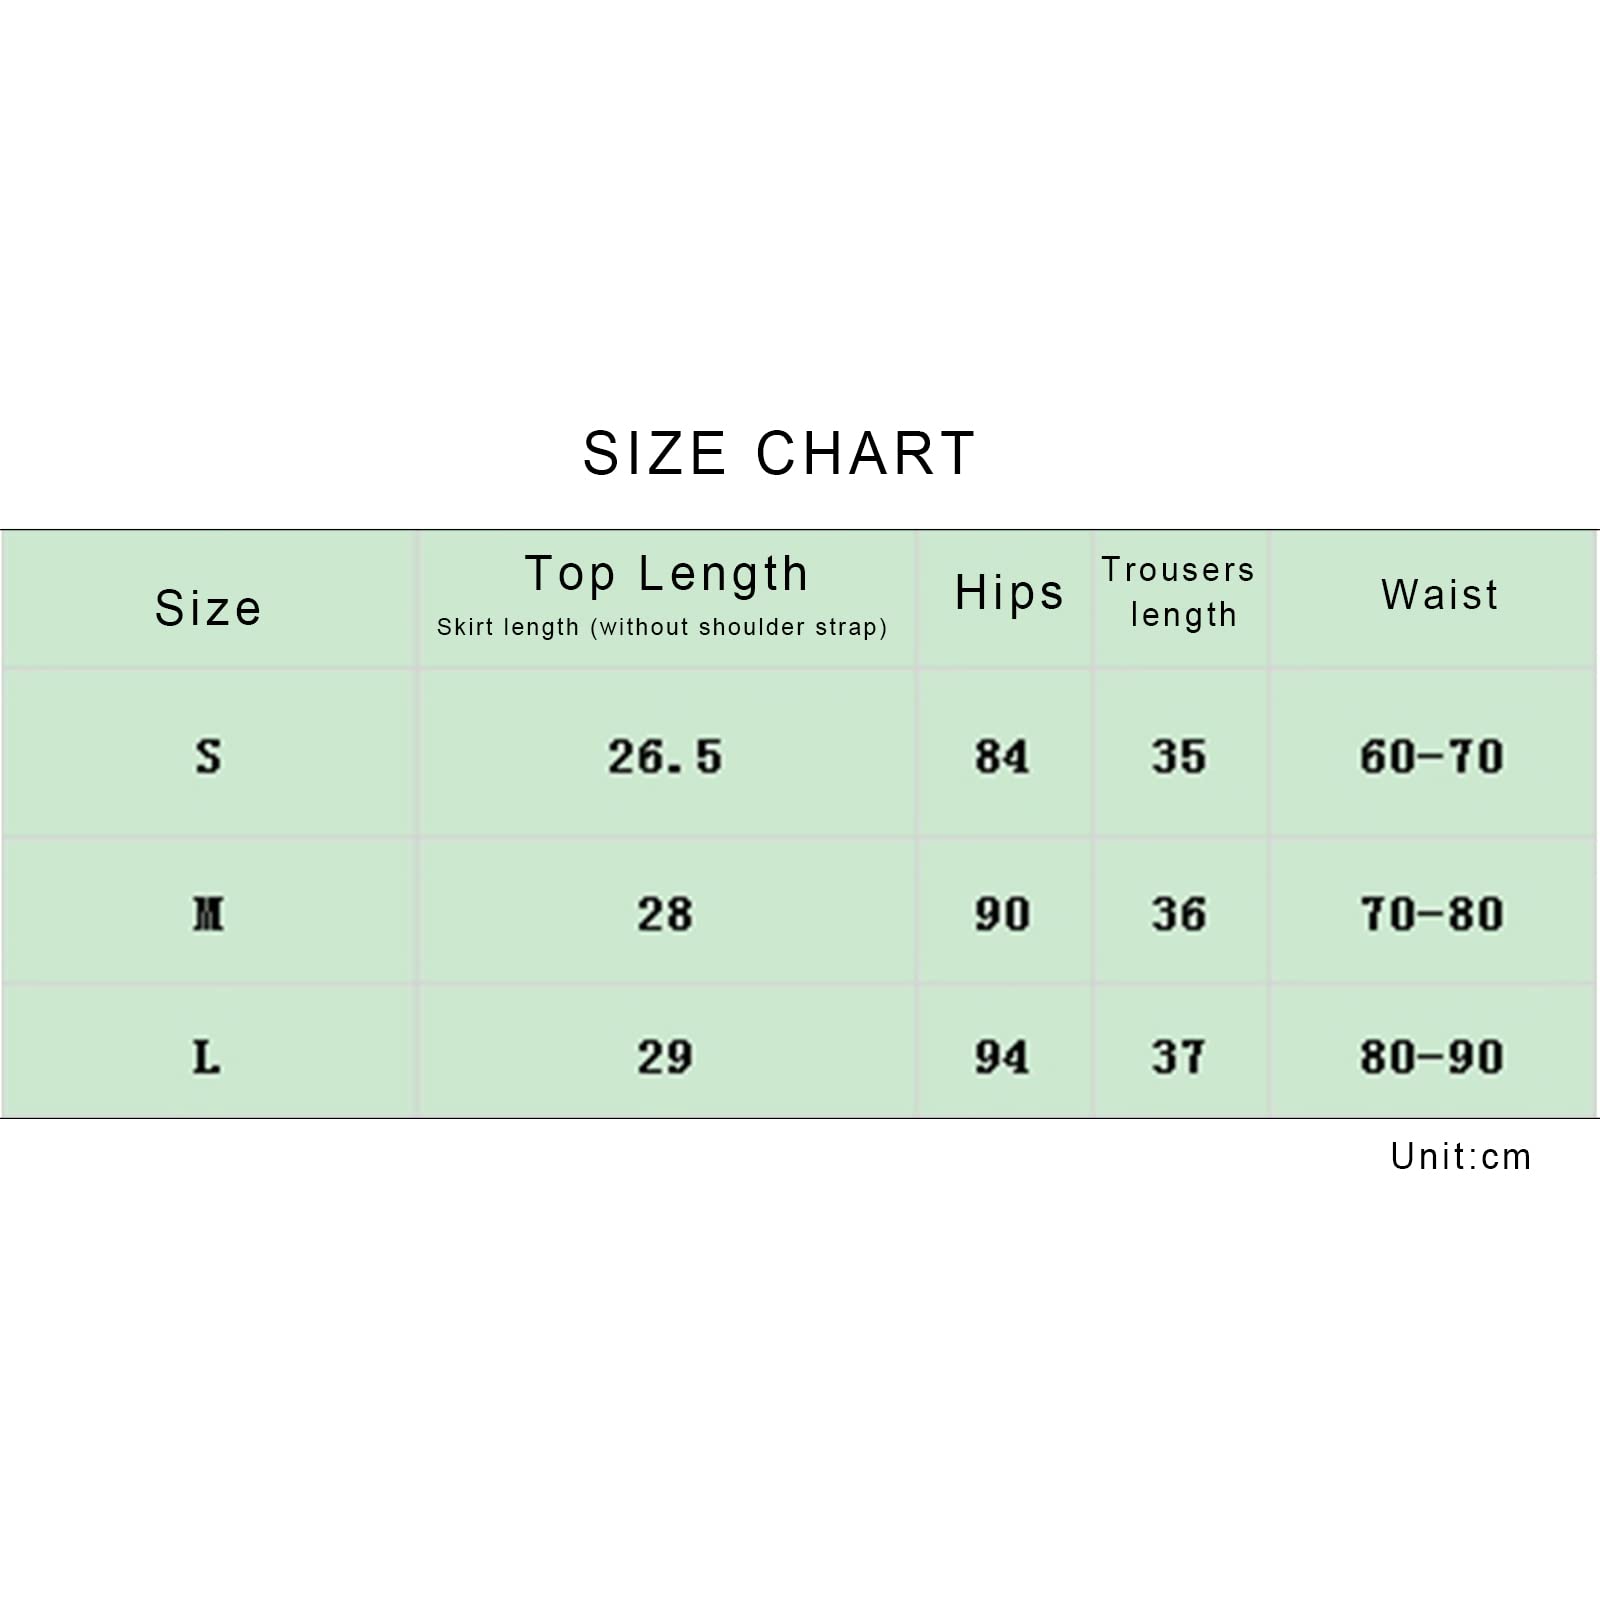 SIZE CHART
Size Top Length Hips Trousers length Waist
Skirt length (without shoulder strap)
S 26.5 84 35 60-70
M 28 90 36 70-80
L 29 94 37 80-90
Unit:cm